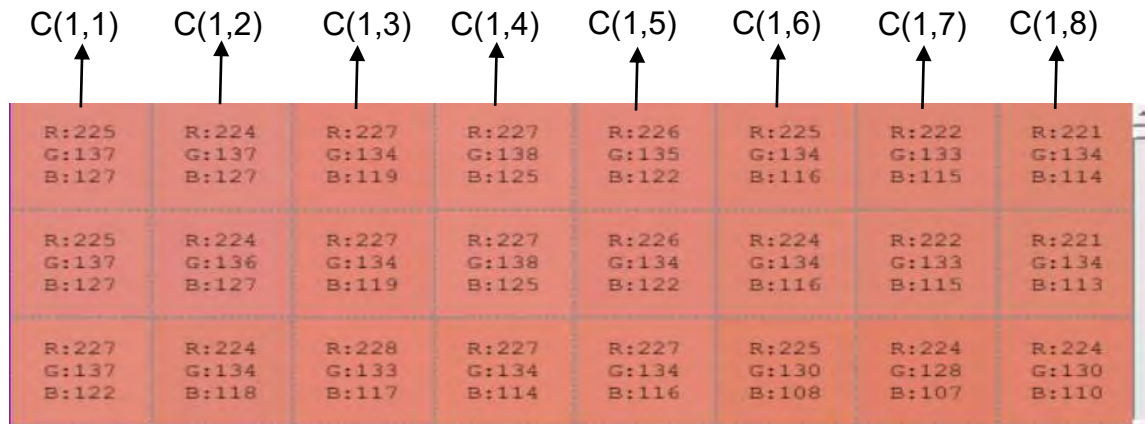 C(1,1) C(1,2) C(1,3) C(1,4) C(1,5) C(1,6) C(1,7) C(1,8)
R:225 R:224 R:227 R:227 R:226 R:225 R:222 R:221
G:137 G:137 G:134 G:138 G:135 G:134 G:133 G:134
B:127 B:127 B:119 B:125 B:122 B:116 B:115 B:114
R:225 R:224 R:227 R:227 R:226 R:224 R:222 R:221
G:137 G:136 G:134 G:138 G:134 G:134 G:133 G:134
B:127 B:127 B:119 B:125 B:122 B:116 B:115 B:113
R:227 R:224 R:228 R:227 R:227 R:225 R:224 R:224
G:137 G:134 G:133 G:134 G:134 G:130 G:128 G:130
B:122 B:118 B:117 B:114 B:116 B:108 B:107 B:110